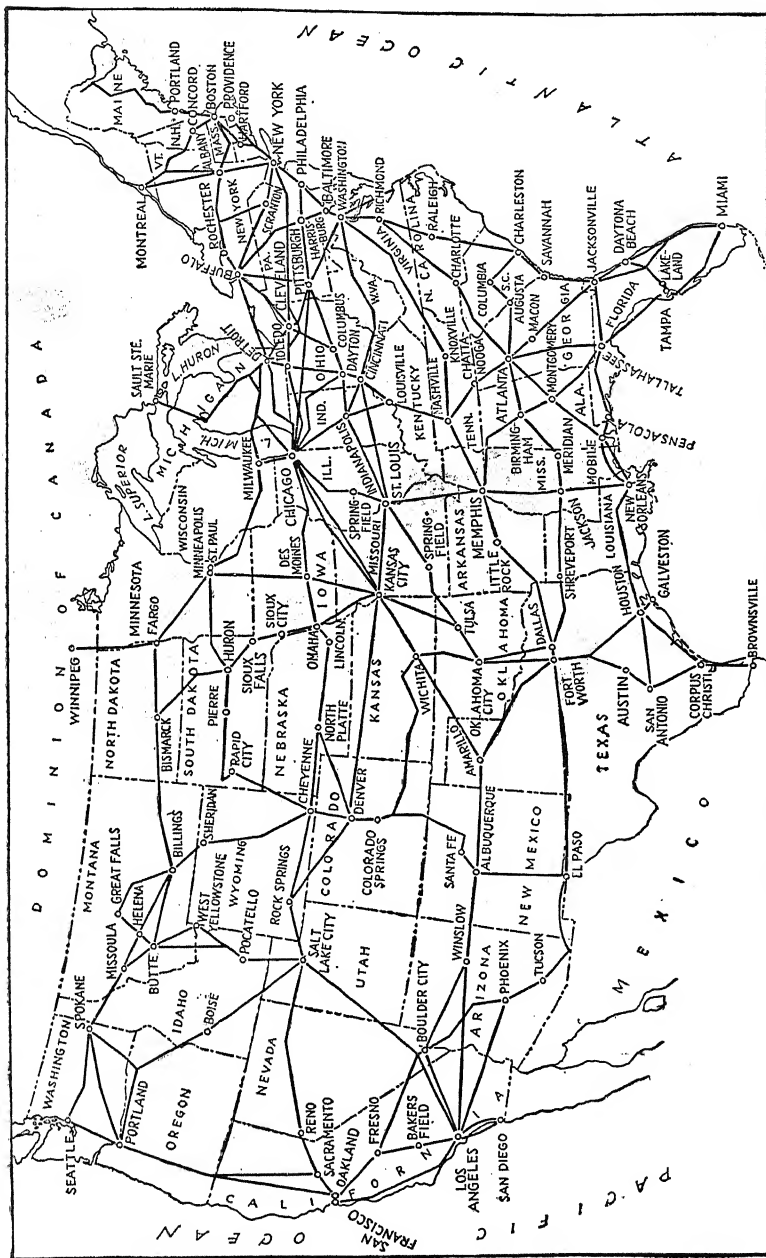 DOMINION OF CANADA
ATLANTIC OCEAN
PACIFIC OCEAN
MEXICO
WASHINGTON
SEATTLE
SPOKANE
PORTLAND
OREGON
IDAHO
BOISE
MONTANA
MISSOULA
GREAT FALLS
HELENA
BUTTE
BILLINGS
WEST YELLOWSTONE
POCATELLO
WYOMING
SHERIDAN
ROCK SPRINGS
CHEYENNE
NEVADA
RENO
SACRAMENTO
OAKLAND
SAN FRANCISCO
CALIFORNIA
FRESNO
BAKERSFIELD
LOS ANGELES
SAN DIEGO
BOULDER CITY
UTAH
SALT LAKE CITY
COLORADO
DENVER
COLORADO SPRINGS
ARIZONA
WINSLOW
PHOENIX
TUCSON
NEW MEXICO
SANTA FE
ALBUQUERQUE
EL PASO
WINNIPEG
NORTH DAKOTA
BISMARCK
FARGO
SOUTH DAKOTA
PIERRE
RAPID CITY
HURON
SIOUX FALLS
NEBRASKA
SIOUX CITY
OMAHA
LINCOLN
NORTH PLATTE
KANSAS
WICHITA
OKLAHOMA
OKLAHOMA CITY
TULSA
AMARILLO
TEXAS
DALLAS
FORT WORTH
AUSTIN
SAN ANTONIO
HOUSTON
GALVESTON
CORPUS CHRISTI
BROWNSVILLE
MINNESOTA
MINNEAPOLIS
ST. PAUL
IOWA
DES MOINES
MISSOURI
KANSAS CITY
SPRINGFIELD
ST. LOUIS
ARKANSAS
LITTLE ROCK
LOUISIANA
SHREVEPORT
NEW ORLEANS
WISCONSIN
MILWAUKEE
L. SUPERIOR
L. MICH.
L. HURON
MICHIGAN
SAULT STE. MARIE
DETROIT
ILL.
CHICAGO
SPRINGFIELD
IND.
INDIANAPOLIS
OHIO
TOLEDO
CLEVELAND
COLUMBUS
DAYTON
CINCINNATI
KENTUCKY
LOUISVILLE
TENN.
NASHVILLE
KNOXVILLE
CHATTANOOGA
MEMPHIS
MISS.
JACKSON
MERIDIAN
ALA.
BIRMINGHAM
MONTGOMERY
MOBILE
PENSACOLA
GEORGIA
ATLANTA
AUGUSTA
MACON
SAVANNAH
FLORIDA
TALLAHASSEE
JACKSONVILLE
DAYTONA BEACH
LAKELAND
TAMPA
MIAMI
S.C.
COLUMBIA
CHARLESTON
N. CAROLINA
CHARLOTTE
RALEIGH
VIRGINIA
RICHMOND
W.VA.
WASHINGTON
BALTIMORE
PA.
PITTSBURGH
HARRISBURG
PHILADELPHIA
SCRANTON
NEW YORK
BUFFALO
ROCHESTER
ALBANY
NEW YORK
MONTREAL
VT.
N.H.
MAINE
PORTLAND
CONCORD
MASS.
BOSTON
PROVIDENCE
HARTFORD